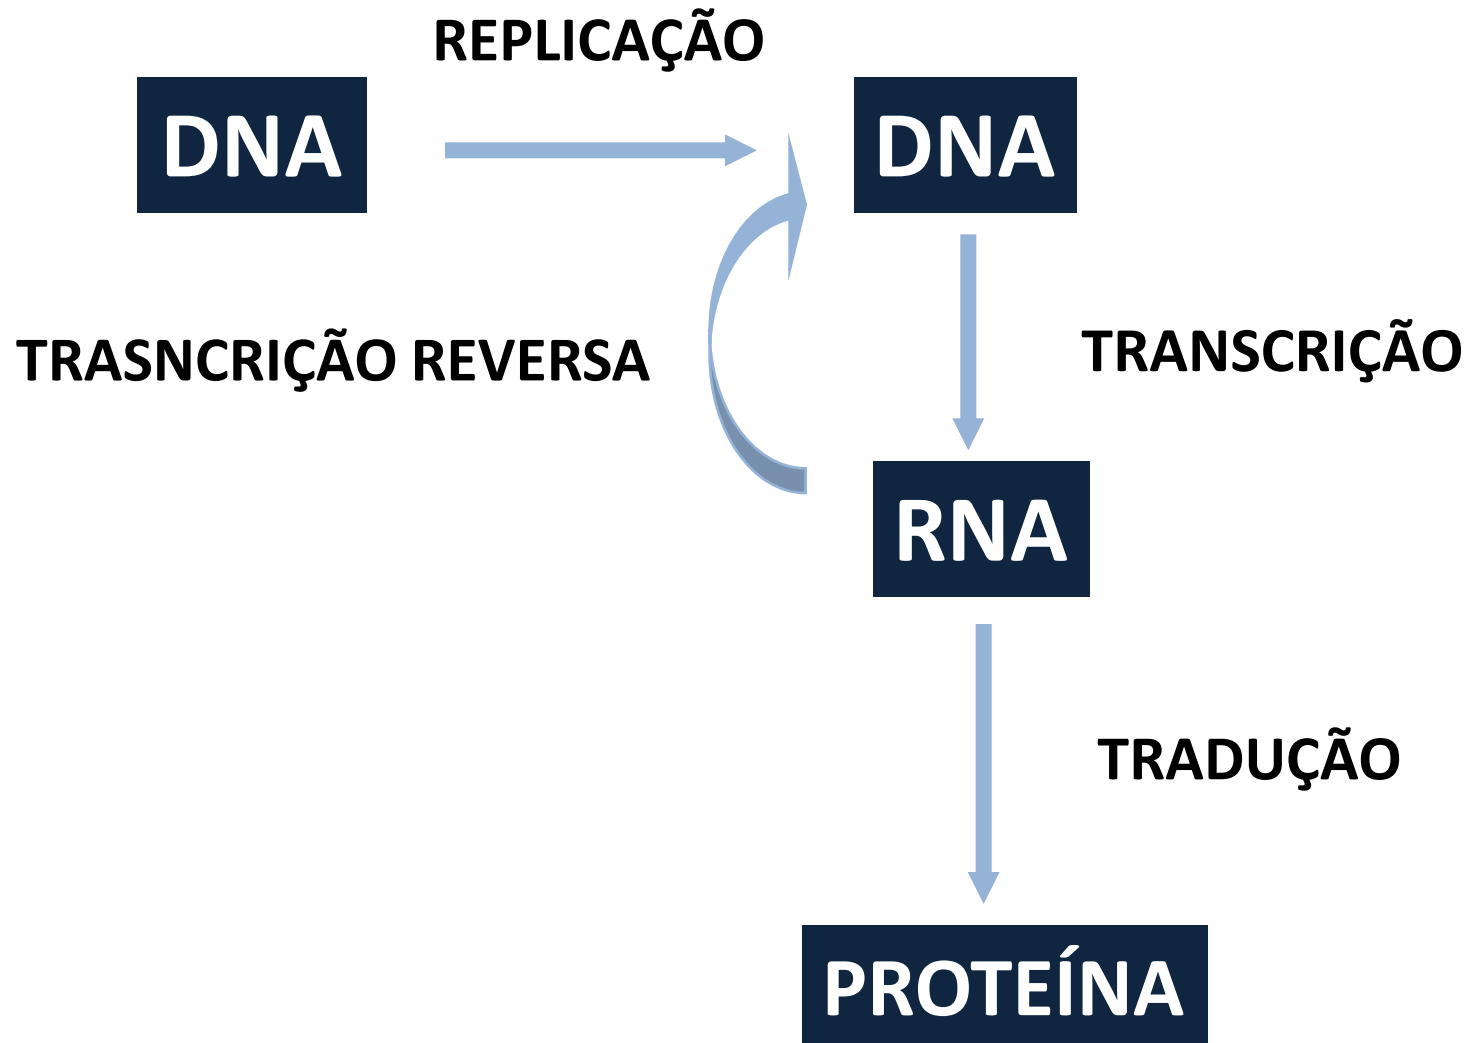 REPLICAÇÃO
DNA
DNA
TRASNCRIÇÃO REVERSA
TRANSCRIÇÃO
RNA
TRADUÇÃO
PROTEÍNA